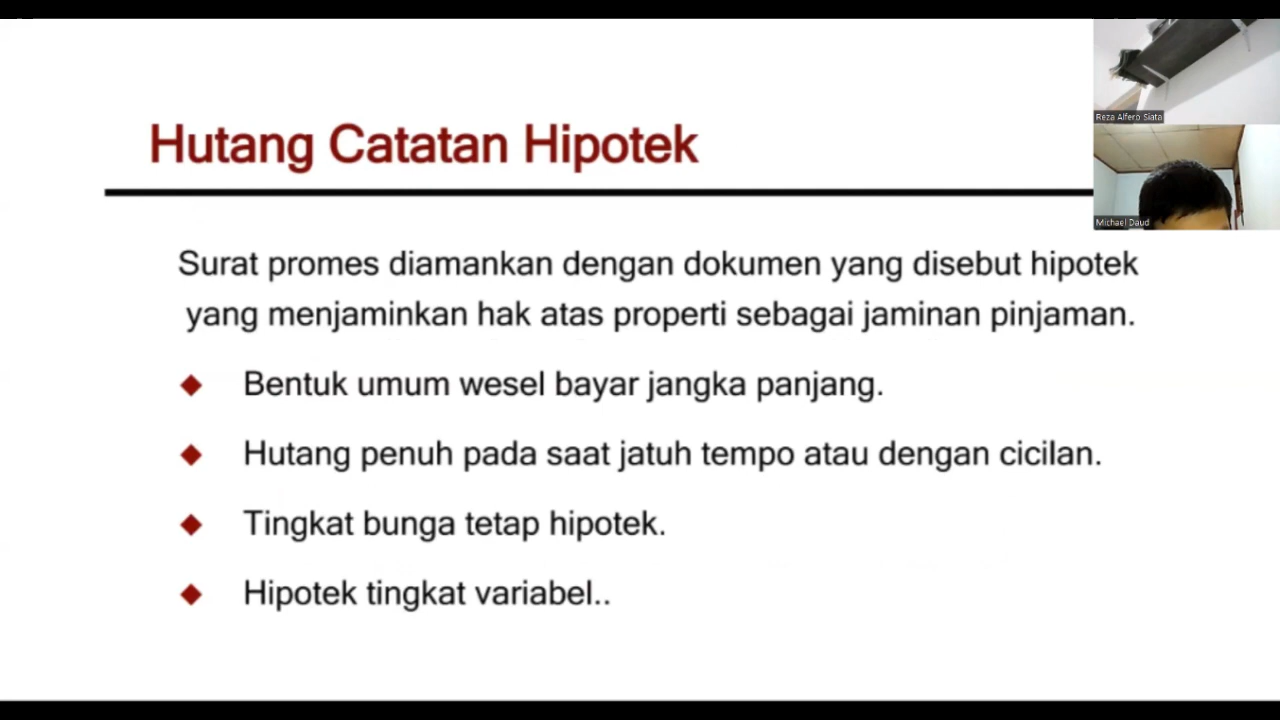 Hutang Catatan Hipotek
Reza Alfero Siata
Michael Daud
Surat promes diamankan dengan dokumen yang disebut hipotek
yang menjaminkan hak atas properti sebagai jaminan pinjaman.
Bentuk umum wesel bayar jangka panjang.
Hutang penuh pada saat jatuh tempo atau dengan cicilan.
Tingkat bunga tetap hipotek.
Hipotek tingkat variabel..